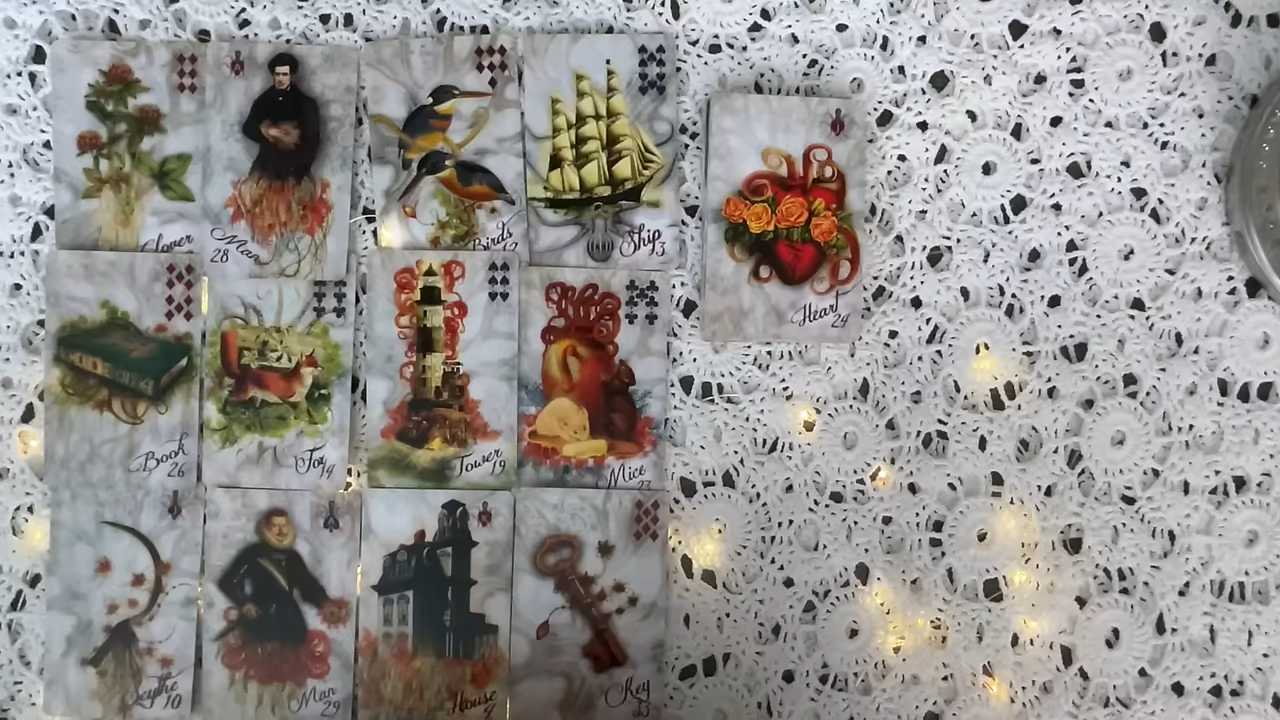 Clover
Man
28
Birds
12
Ship
3
Heart
24
Book
26
Fox
14
Tower
19
Mice
23
Scythe
10
Man
29
House
4
Key
33